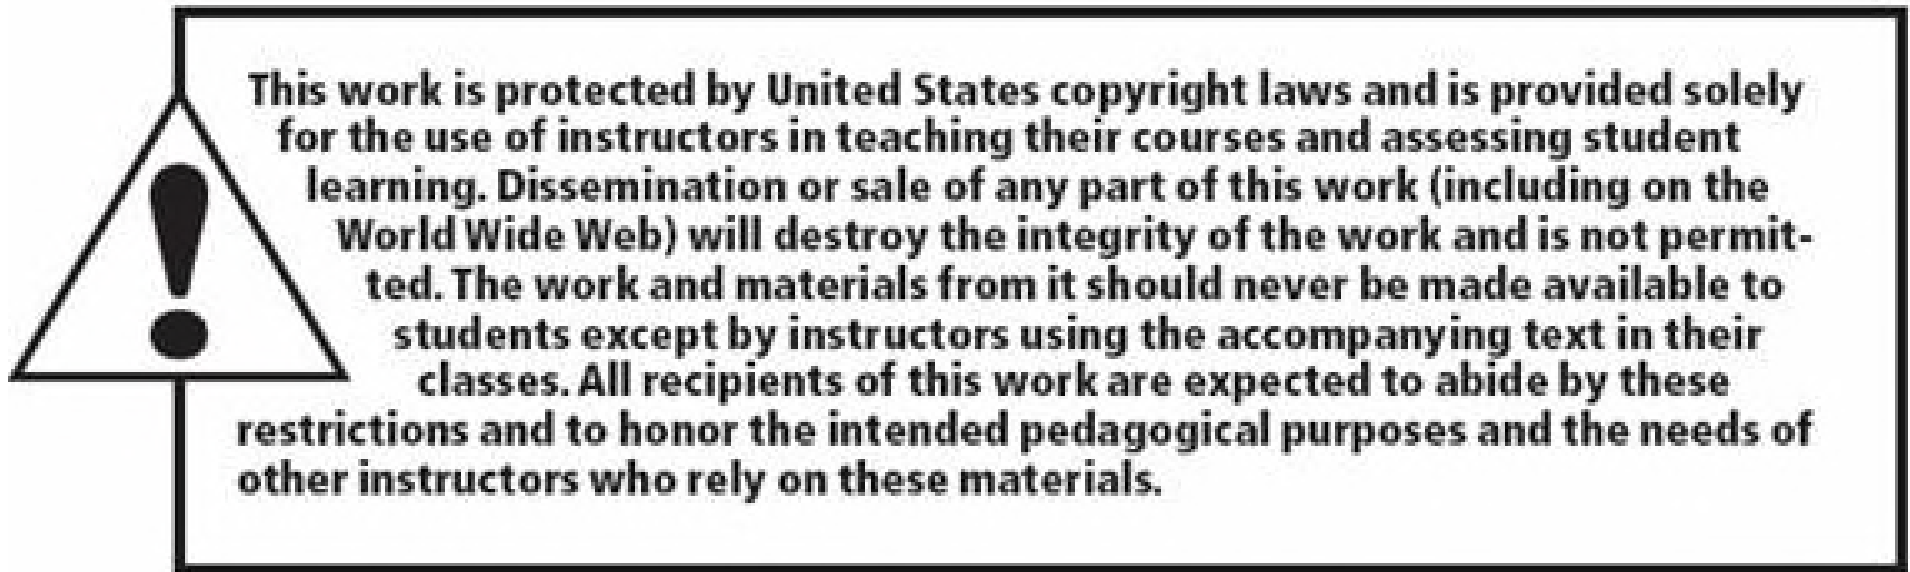 This work is protected by United States copyright laws and is provided solely
for the use of instructors in teaching their courses and assessing student
learning. Dissemination or sale of any part of this work (including on the
World Wide Web) will destroy the integrity of the work and is not permit-
ted. The work and materials from it should never be made available to
students except by instructors using the accompanying text in their
classes. All recipients of this work are expected to abide by these
restrictions and to honor the intended pedagogical purposes and the needs of
other instructors who rely on these materials.